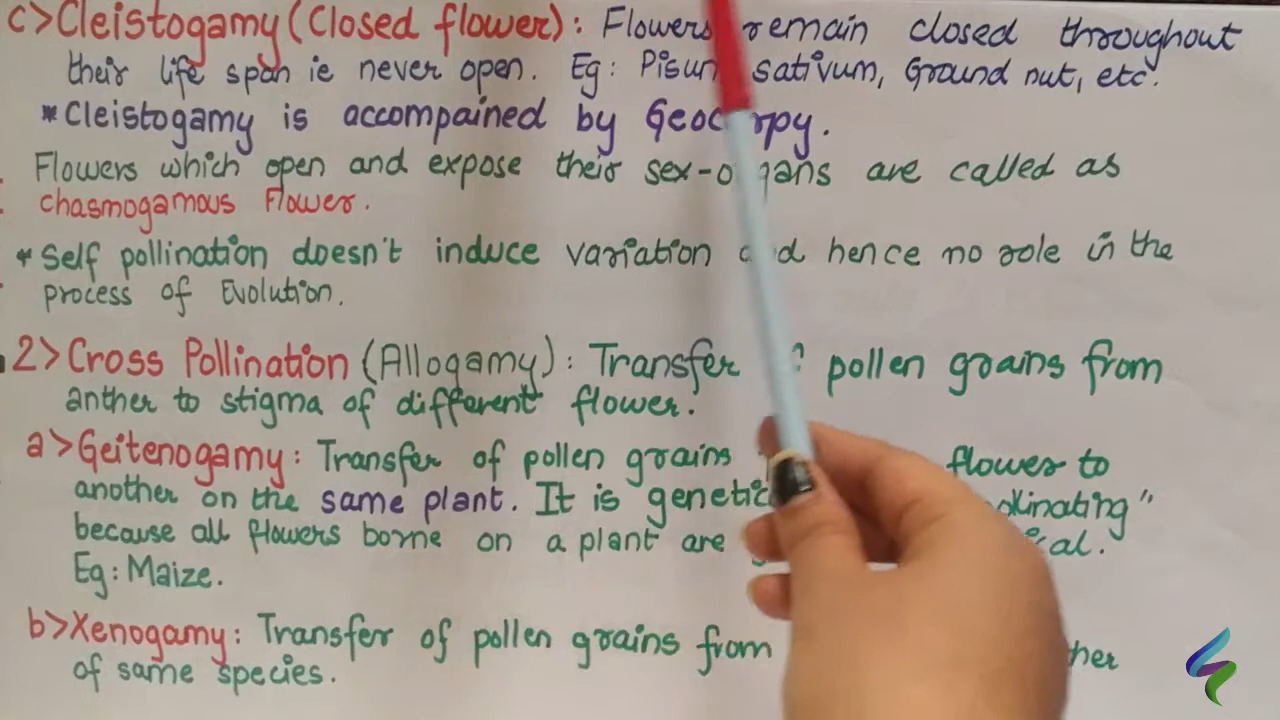 c>Cleistogamy (Closed flower): Flowers remain closed throughout
their life span ie never open. Eg: Pisum sativum, Ground nut, etc.
*Cleistogamy is accompained by
Flowers which open and expose their sex-organs are called as
chasmogamous Flower.
* Self pollination doesn't induce variation and hence no role in the
process of Evolution.
2> Cross Pollination (Allogamy): Transfer pollen grains from
anther to stigma of different flower.
a>Geitenogamy: Transfer of pollen grains flower to
another on the same plant. It is
because all flowers borne on a plant are
Eg: Maize.
b>Xenogamy: Transfer of pollen grains from
of same species.